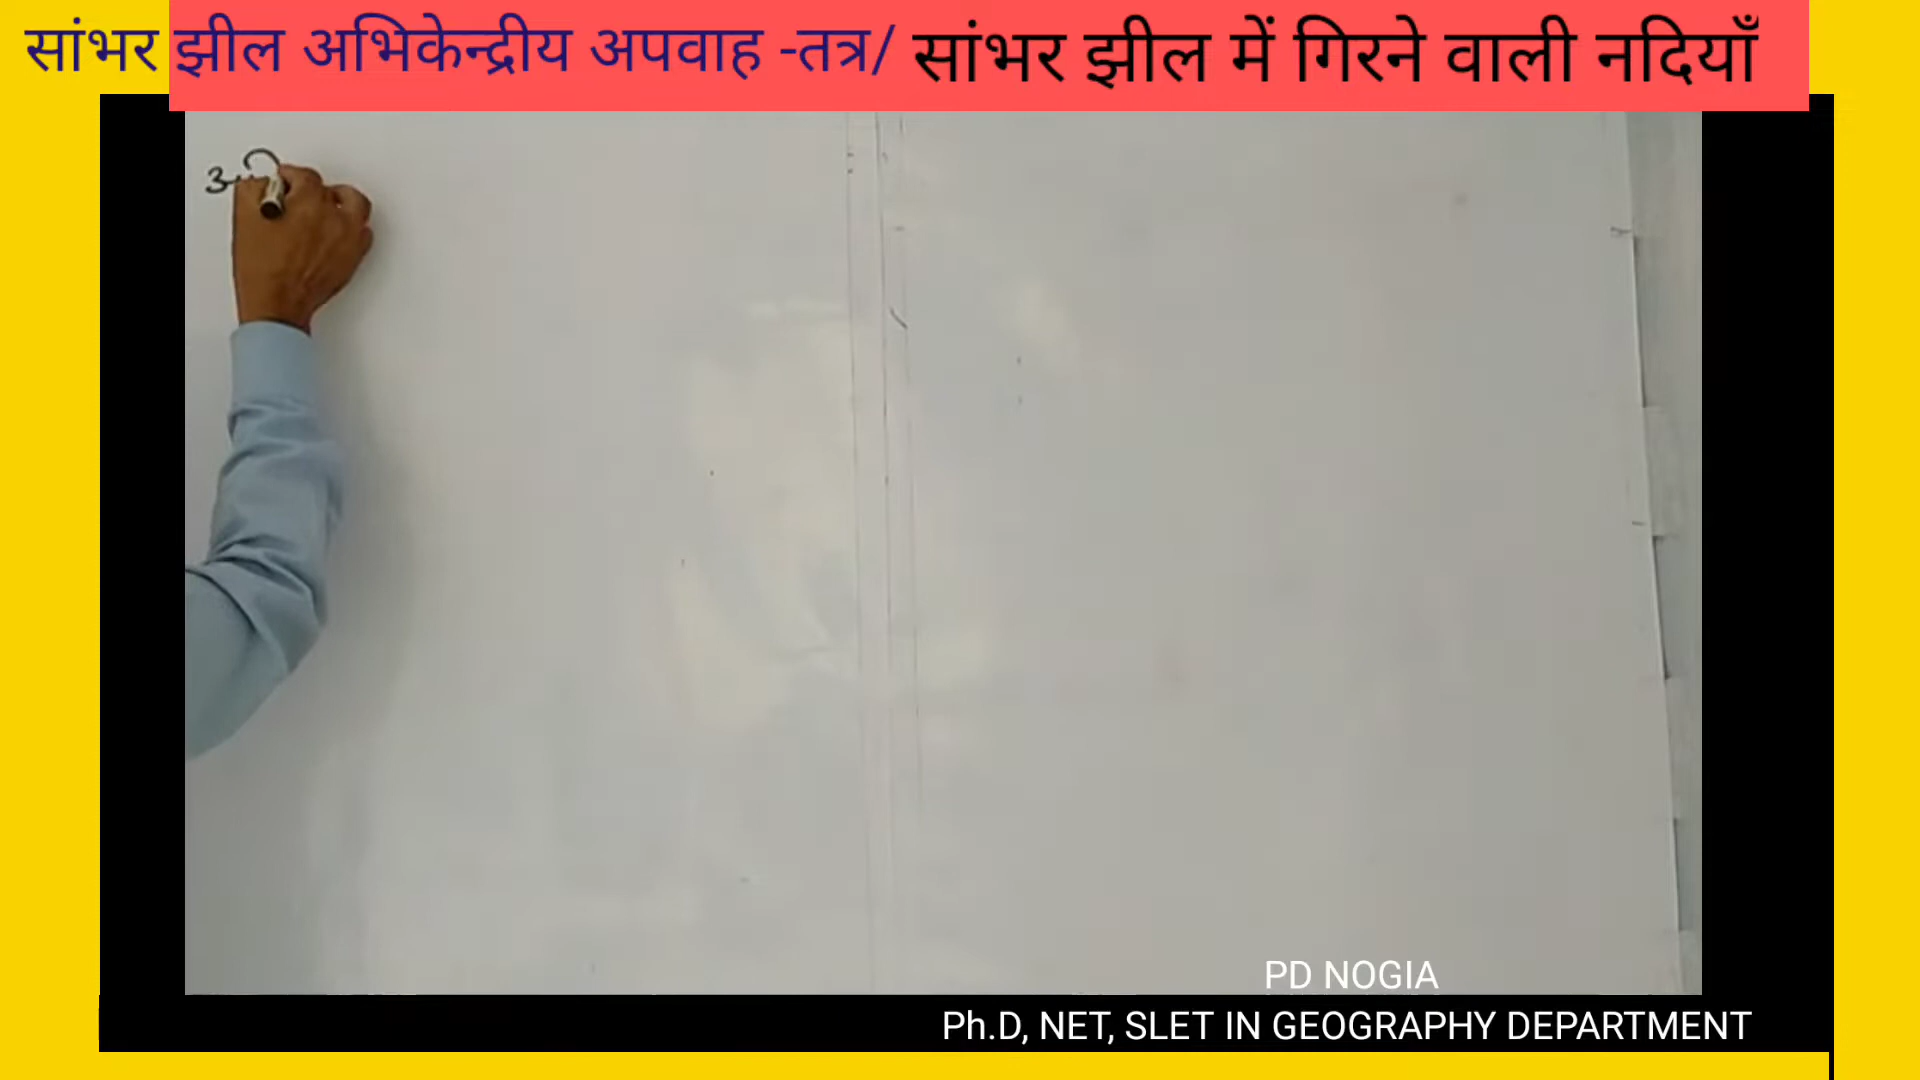 सांभर झील अभिकेन्द्रीय अपवाह -तत्र/ सांभर झील में गिरने वाली नदियाँ
PD NOGIA
Ph.D, NET, SLET IN GEOGRAPHY DEPARTMENT